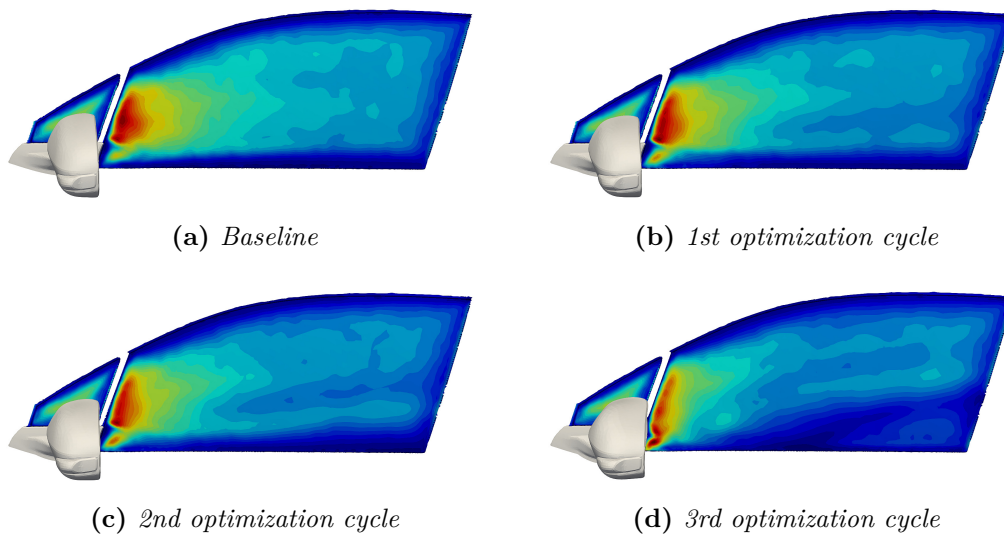 (a) Baseline
(b) 1st optimization cycle
(c) 2nd optimization cycle
(d) 3rd optimization cycle